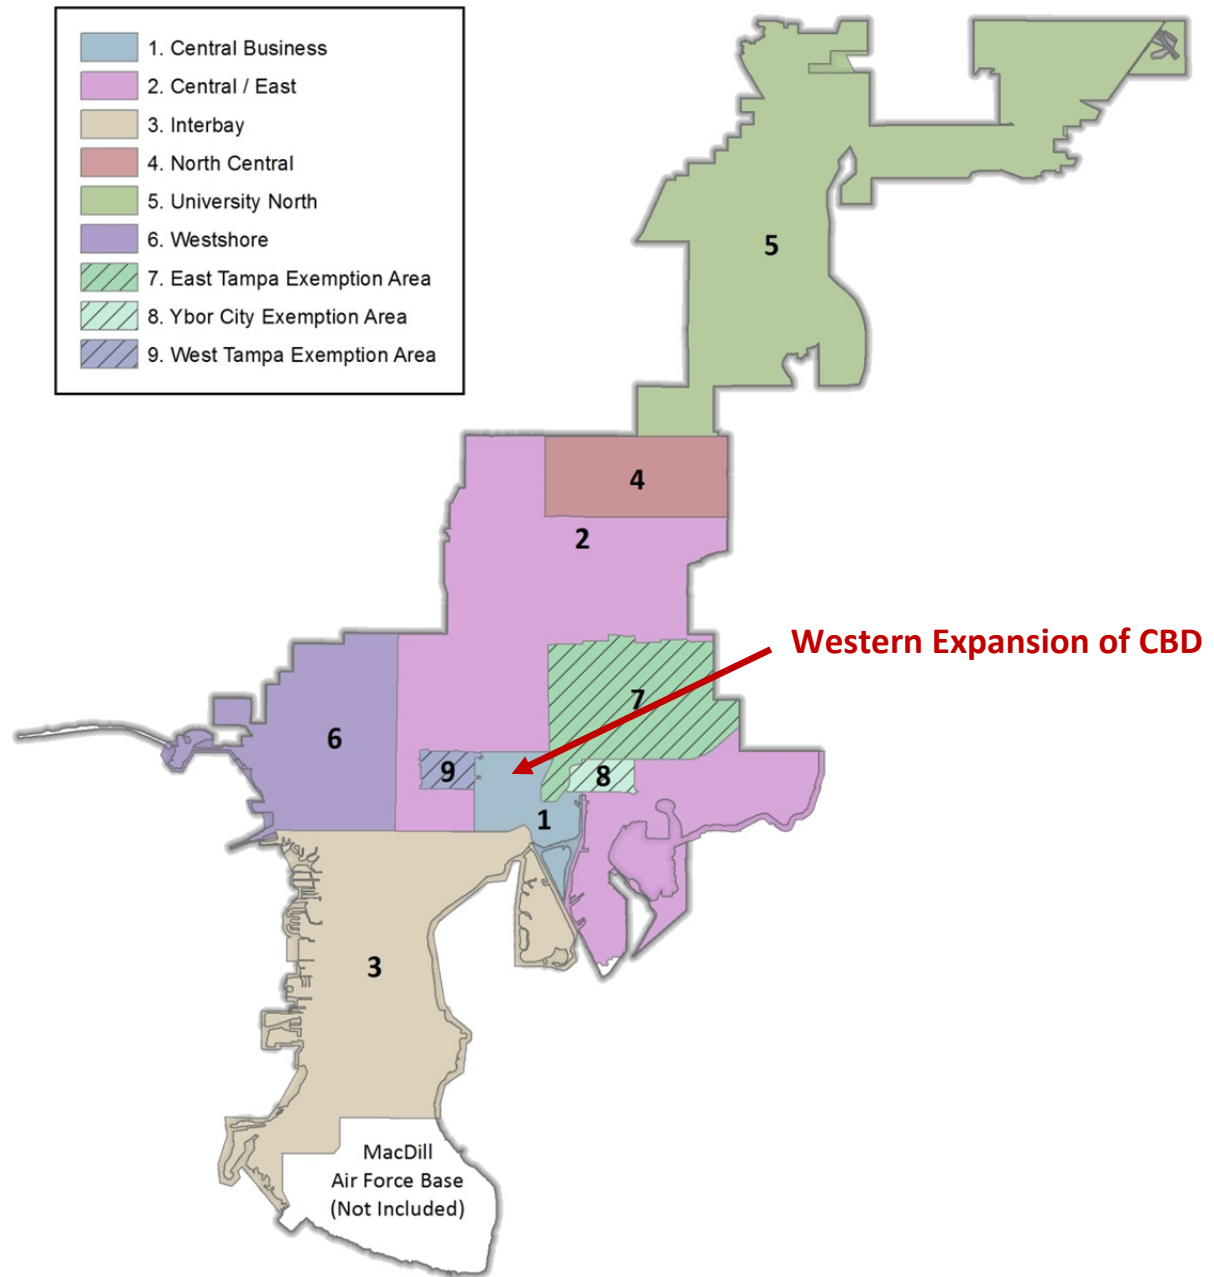 1. Central Business
2. Central / East
3. Interbay
4. North Central
5. University North
6. Westshore
7. East Tampa Exemption Area
8. Ybor City Exemption Area
9. West Tampa Exemption Area
5
4
2
Western Expansion of CBD
7
6
9
8
1
3
MacDill
Air Force Base
(Not Included)